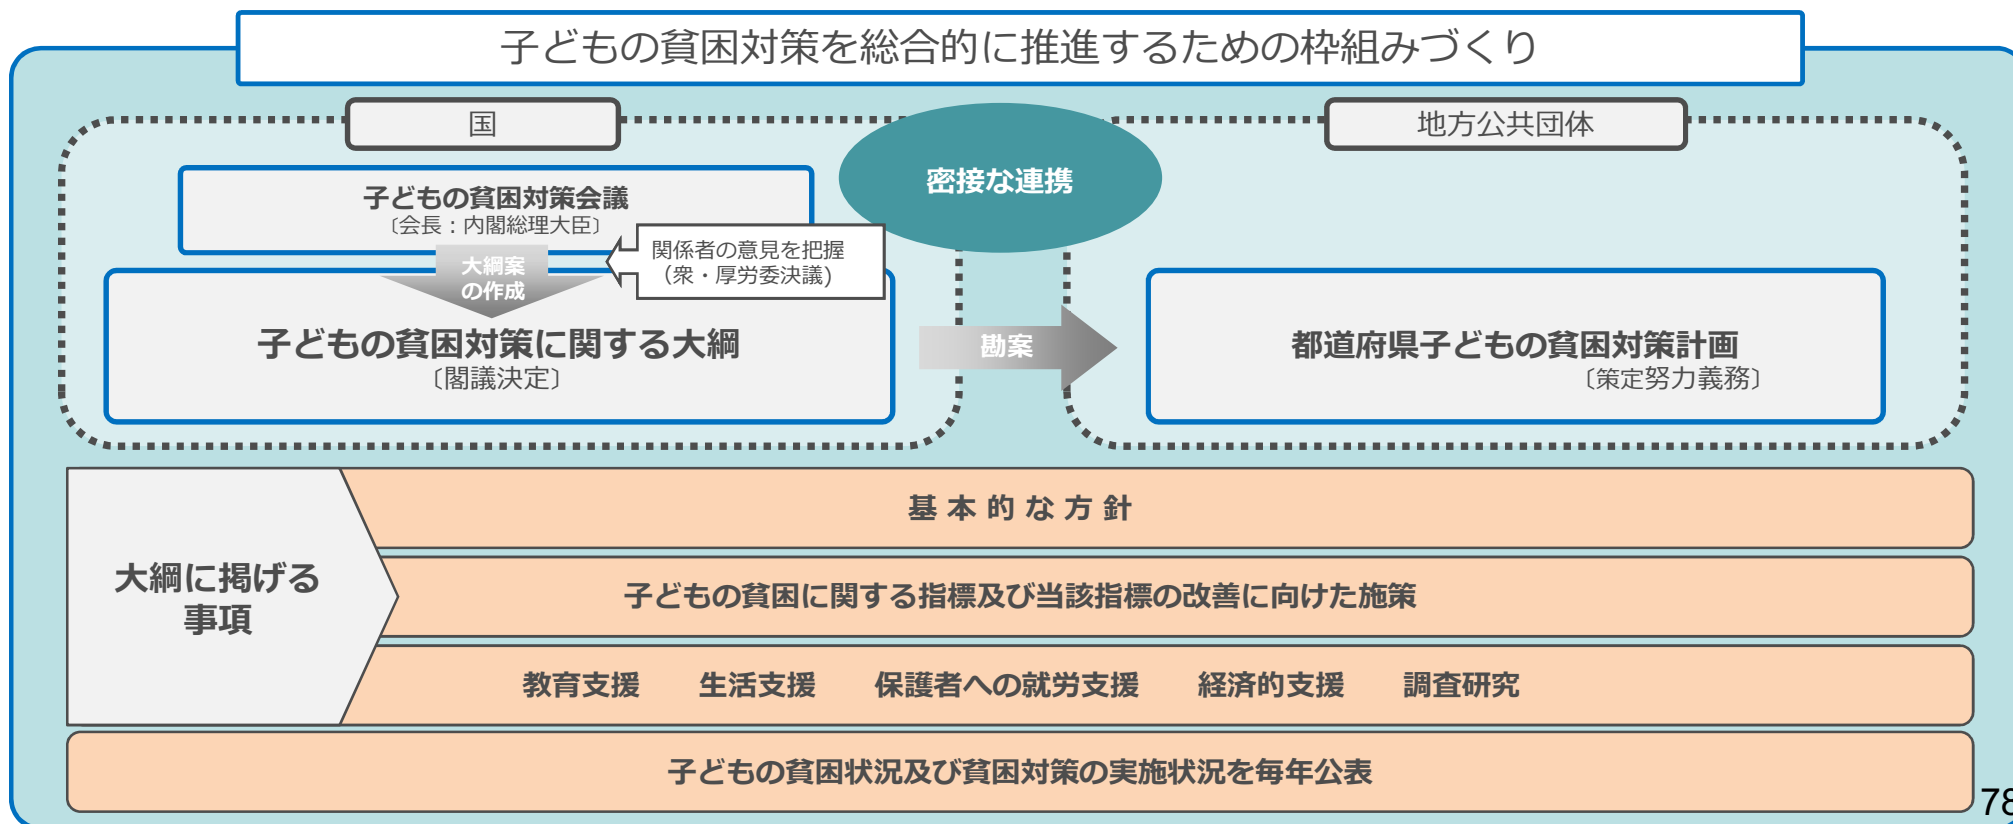 子どもの貧困対策を総合的に推進するための枠組みづくり
国
地方公共団体
密接な連携
子どもの貧困対策会議
〔会長：内閣総理大臣〕
関係者の意見を把握
（衆・厚労委決議）
大綱案
の作成
子どもの貧困対策に関する大綱
〔閣議決定〕
勘案
都道府県子どもの貧困対策計画
〔策定努力義務〕
大綱に掲げる
事項
基 本 的 な 方 針
子どもの貧困に関する指標及び当該指標の改善に向けた施策
教育支援　生活支援　保護者への就労支援　経済的支援　調査研究
子どもの貧困状況及び貧困対策の実施状況を毎年公表
78